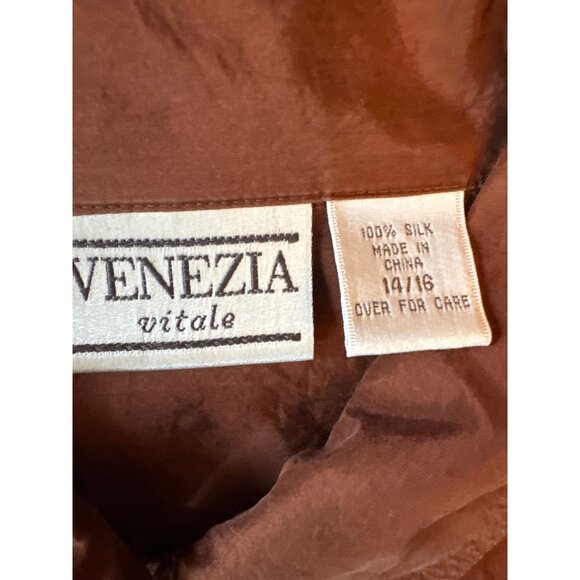 VENEZIA
vitale
100% SILK
MADE IN
CHINA
14/16
OVER FOR CARE